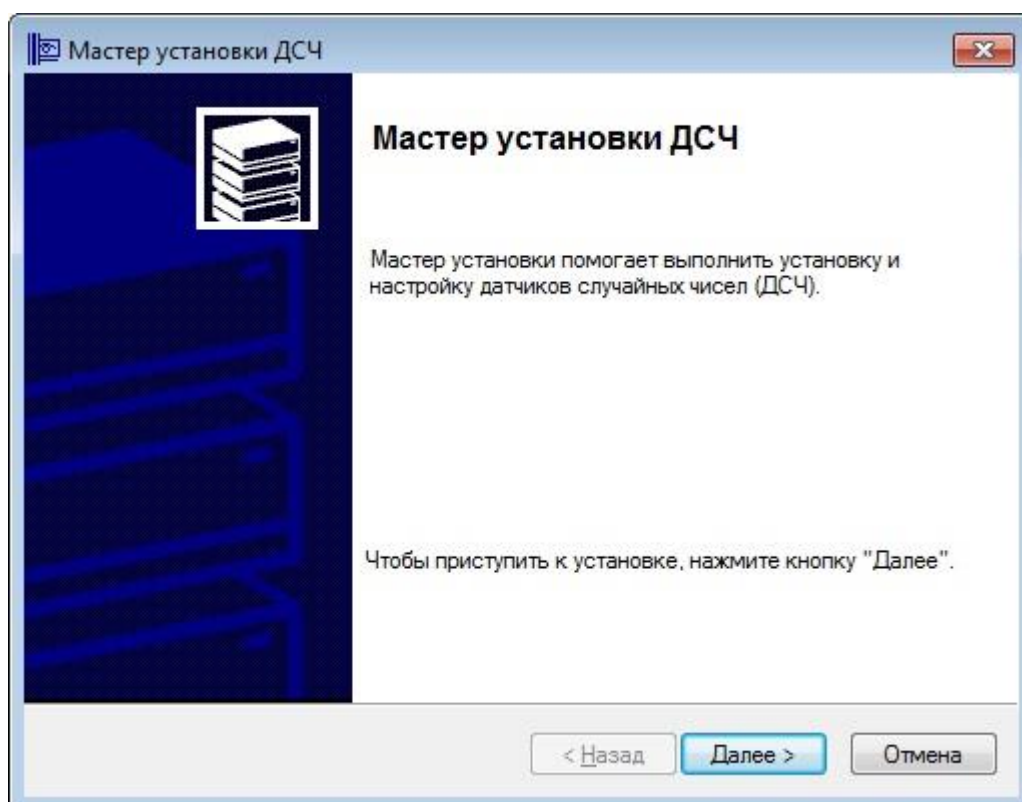 Мастер установки ДСЧ
Мастер установки ДСЧ
Мастер установки помогает выполнить установку и
настройку датчиков случайных чисел (ДСЧ).
Чтобы приступить к установке, нажмите кнопку "Далее".
< Назад Далее > Отмена